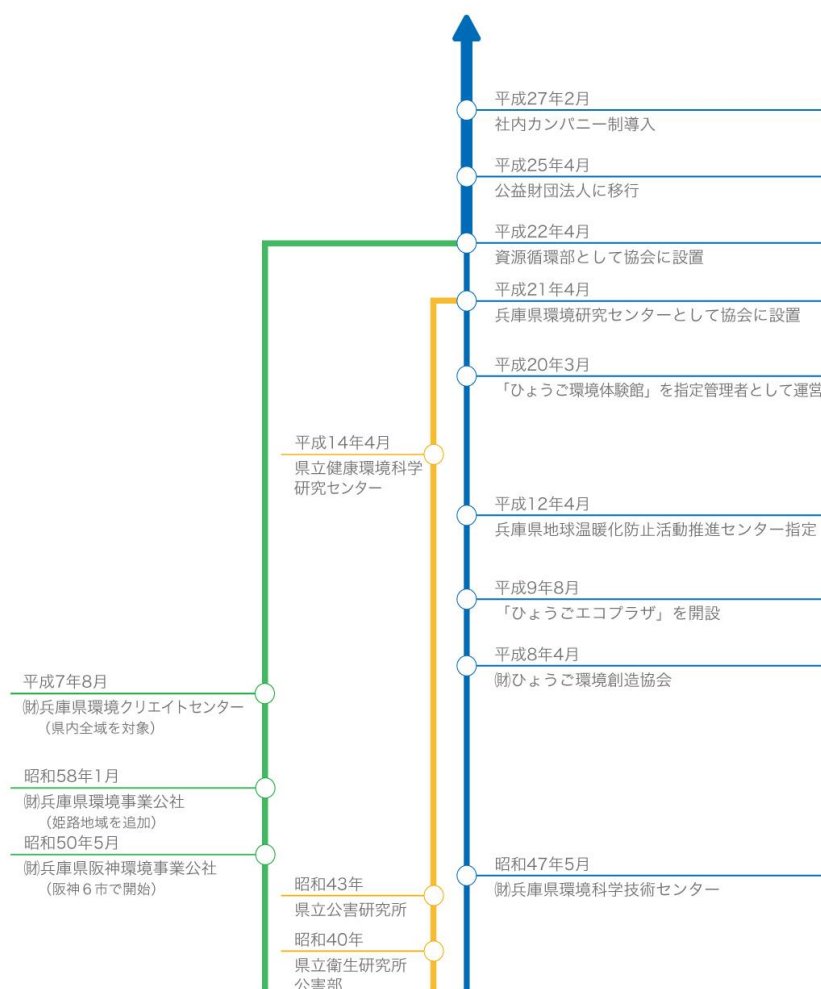 平成27年2月
社内カンパニー制導入
平成25年4月
公益財団法人に移行
平成22年4月
資源循環部として協会に設置
平成21年4月
兵庫県環境研究センターとして協会に設置
平成20年3月
「ひょうご環境体験館」を指定管理者として運営
平成14年4月
県立健康環境科学
研究センター
平成12年4月
兵庫県地球温暖化防止活動推進センター指定
平成9年8月
「ひょうごエコプラザ」を開設
平成8年4月
㈶ひょうご環境創造協会
平成7年8月
㈶兵庫県環境クリエイトセンター
(県内全域を対象)
昭和58年1月
㈶兵庫県環境事業公社
(姫路地域を追加)
昭和50年5月
㈶兵庫県阪神環境事業公社
(阪神6市で開始)
昭和47年5月
㈶兵庫県環境科学技術センター
昭和43年
県立公害研究所
昭和40年
県立衛生研究所
公害部